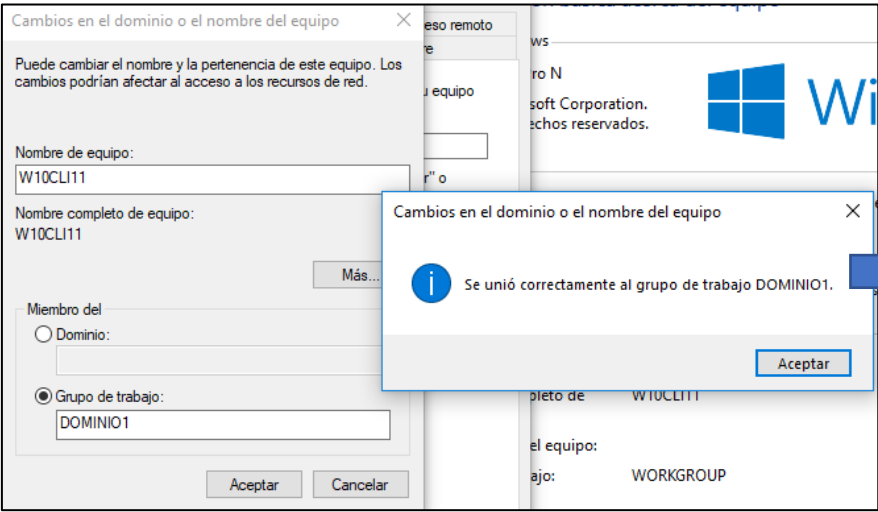 Cambios en el dominio o el nombre del equipo
Puede cambiar el nombre y la pertenencia de este equipo. Los
cambios podrían afectar al acceso a los recursos de red.
Nombre de equipo:
W10CLI11
Nombre completo de equipo:
W10CLI11
Más...
Miembro del
Dominio:
Grupo de trabajo:
DOMINIO1
Aceptar
Cancelar
eso remoto
re
u equipo
r" o
Cambios en el dominio o el nombre del equipo
Se unió correctamente al grupo de trabajo DOMINIO1.
Aceptar
ws
ro N
soft Corporation.
echos reservados.
Wi
pleto de
W10CLI11
el equipo:
ajo:
WORKGROUP